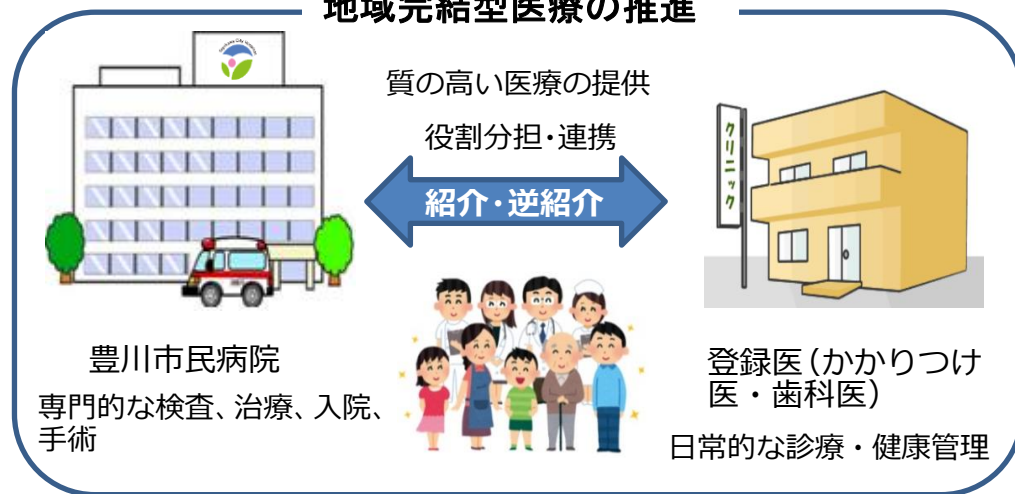 地域完結型医療の推進
質の高い医療の提供
役割分担・連携
紹介・逆紹介
クリニック
豊川市民病院
専門的な検査、治療、入院、
手術
登録医(かかりつけ
医・歯科医)
日常的な診療・健康管理